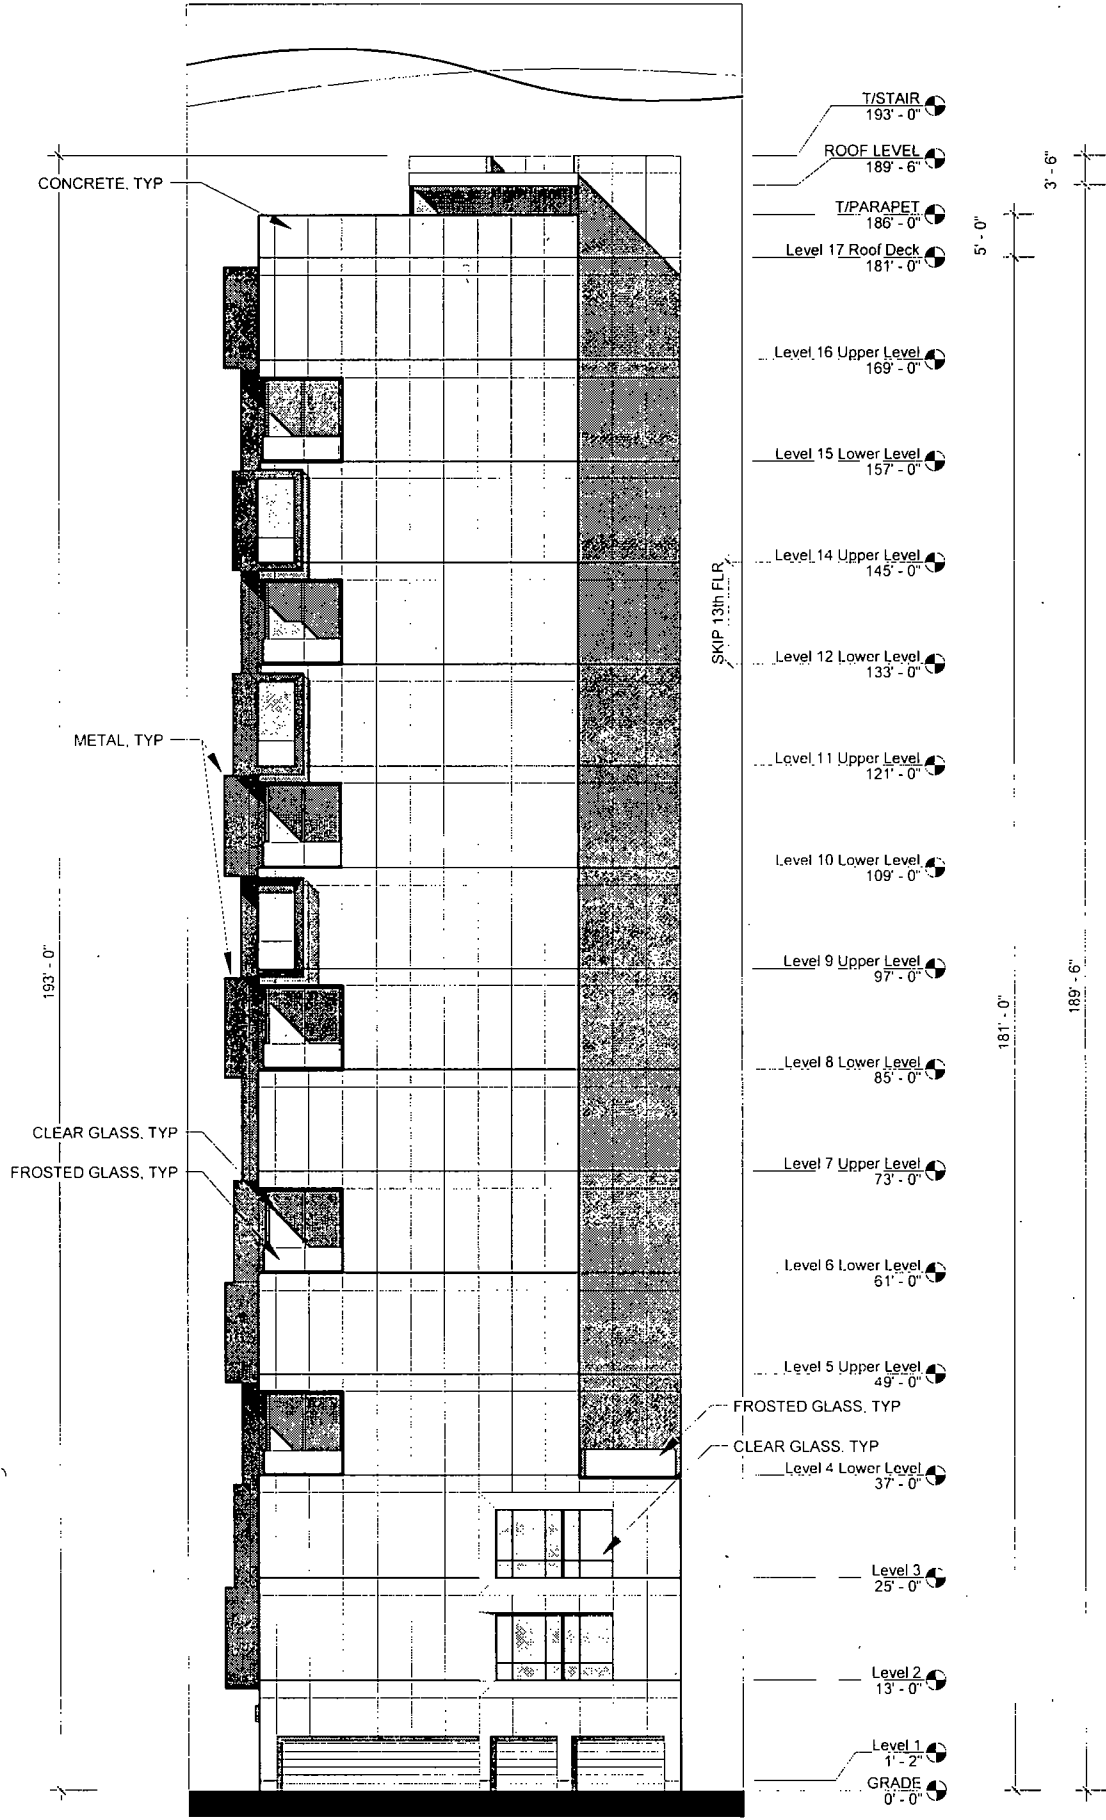 T/STAIR
193' - 0"
ROOF LEVEL
189' - 6"
3' - 6"
CONCRETE, TYP
T/PARAPET
186' - 0"
5' - 0"
Level 17 Roof Deck
181' - 0"
Level 16 Upper Level
169' - 0"
Level 15 Lower Level
157' - 0"
Level 14 Upper Level
145' - 0"
SKIP 13th FLR
Level 12 Lower Level
133' - 0"
METAL, TYP
Level 11 Upper Level
121' - 0"
Level 10 Lower Level
109' - 0"
193' - 0"
Level 9 Upper Level
97' - 0"
181' - 0"
189' - 6"
Level 8 Lower Level
85' - 0"
CLEAR GLASS, TYP
FROSTED GLASS, TYP
Level 7 Upper Level
73' - 0"
Level 6 Lower Level
61' - 0"
Level 5 Upper Level
49' - 0"
FROSTED GLASS, TYP
CLEAR GLASS, TYP
Level 4 Lower Level
37' - 0"
Level 3
25' - 0"
Level 2
13' - 0"
Level 1
1' - 2"
GRADE
0' - 0"